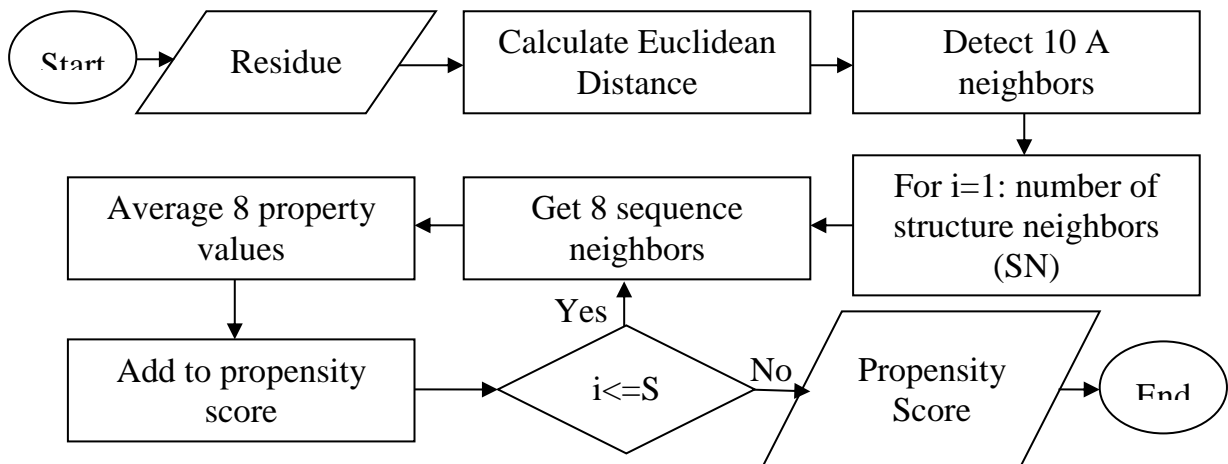 Start
Residue
Calculate Euclidean
Distance
Detect 10 A
neighbors
For i=1: number of
structure neighbors
(SN)
Get 8 sequence
neighbors
Average 8 property
values
Add to propensity
score
Yes
i<=S
No
Propensity
Score
End